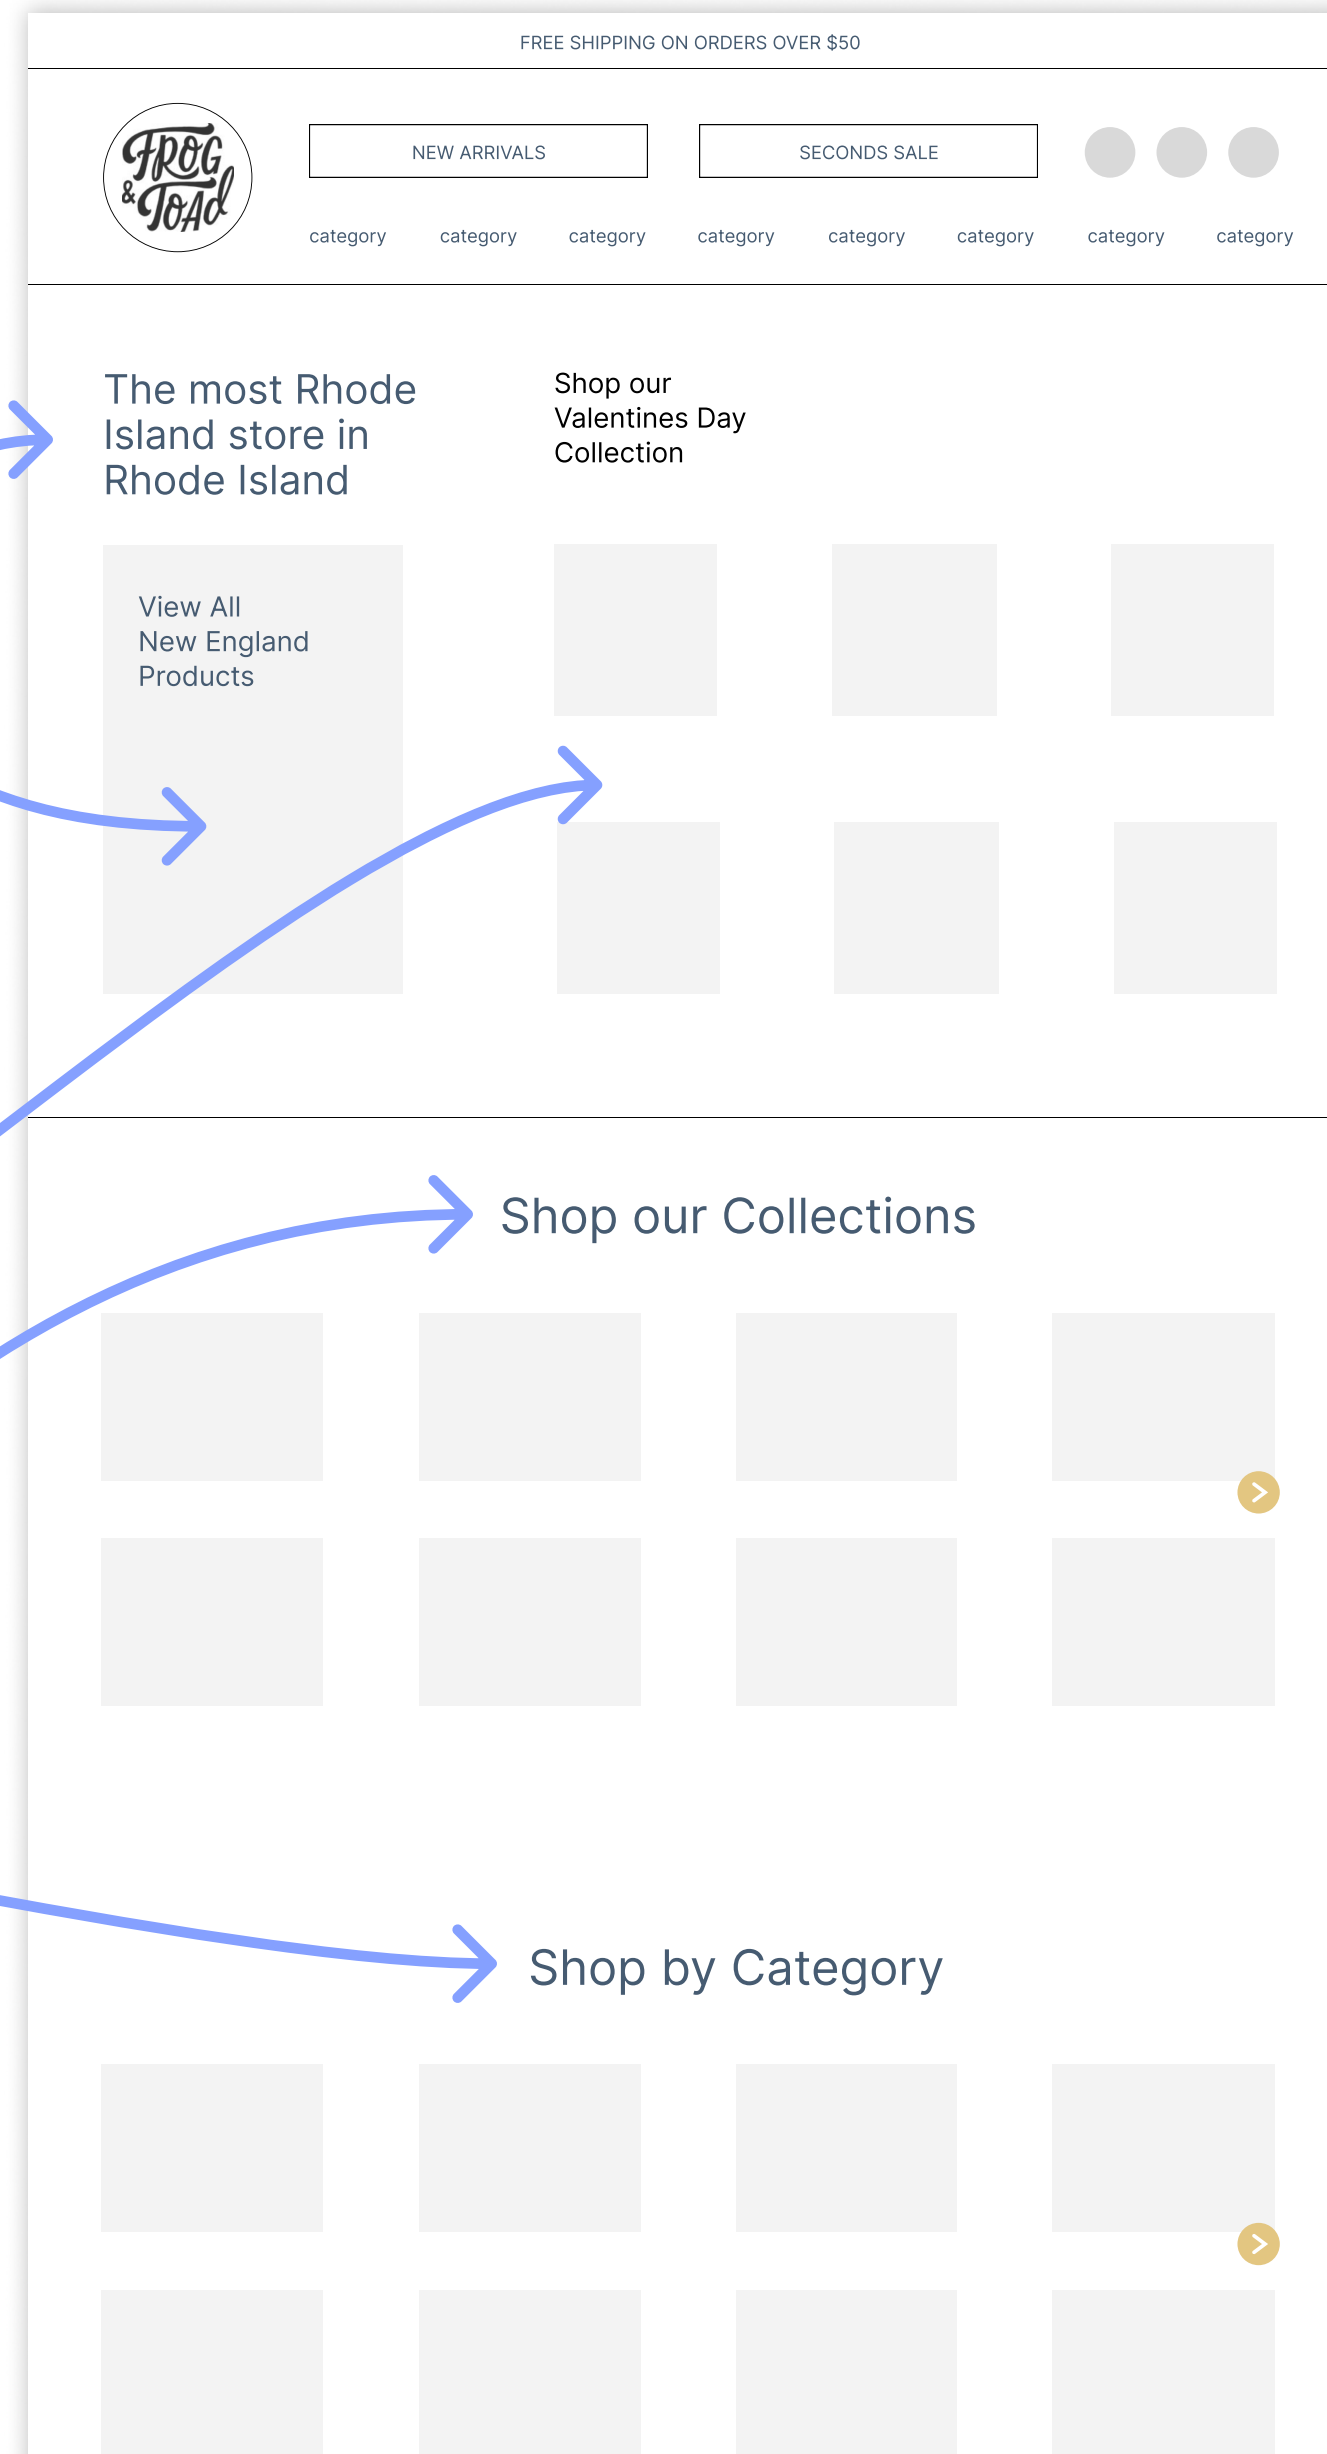 FREE SHIPPING ON ORDERS OVER $50
FROG
& TOAd
NEW ARRIVALS
SECONDS SALE
category category category category category category category category
The most Rhode
Island store in
Rhode Island
Shop our
Valentines Day
Collection
View All
New England
Products
Shop our Collections
Shop by Category